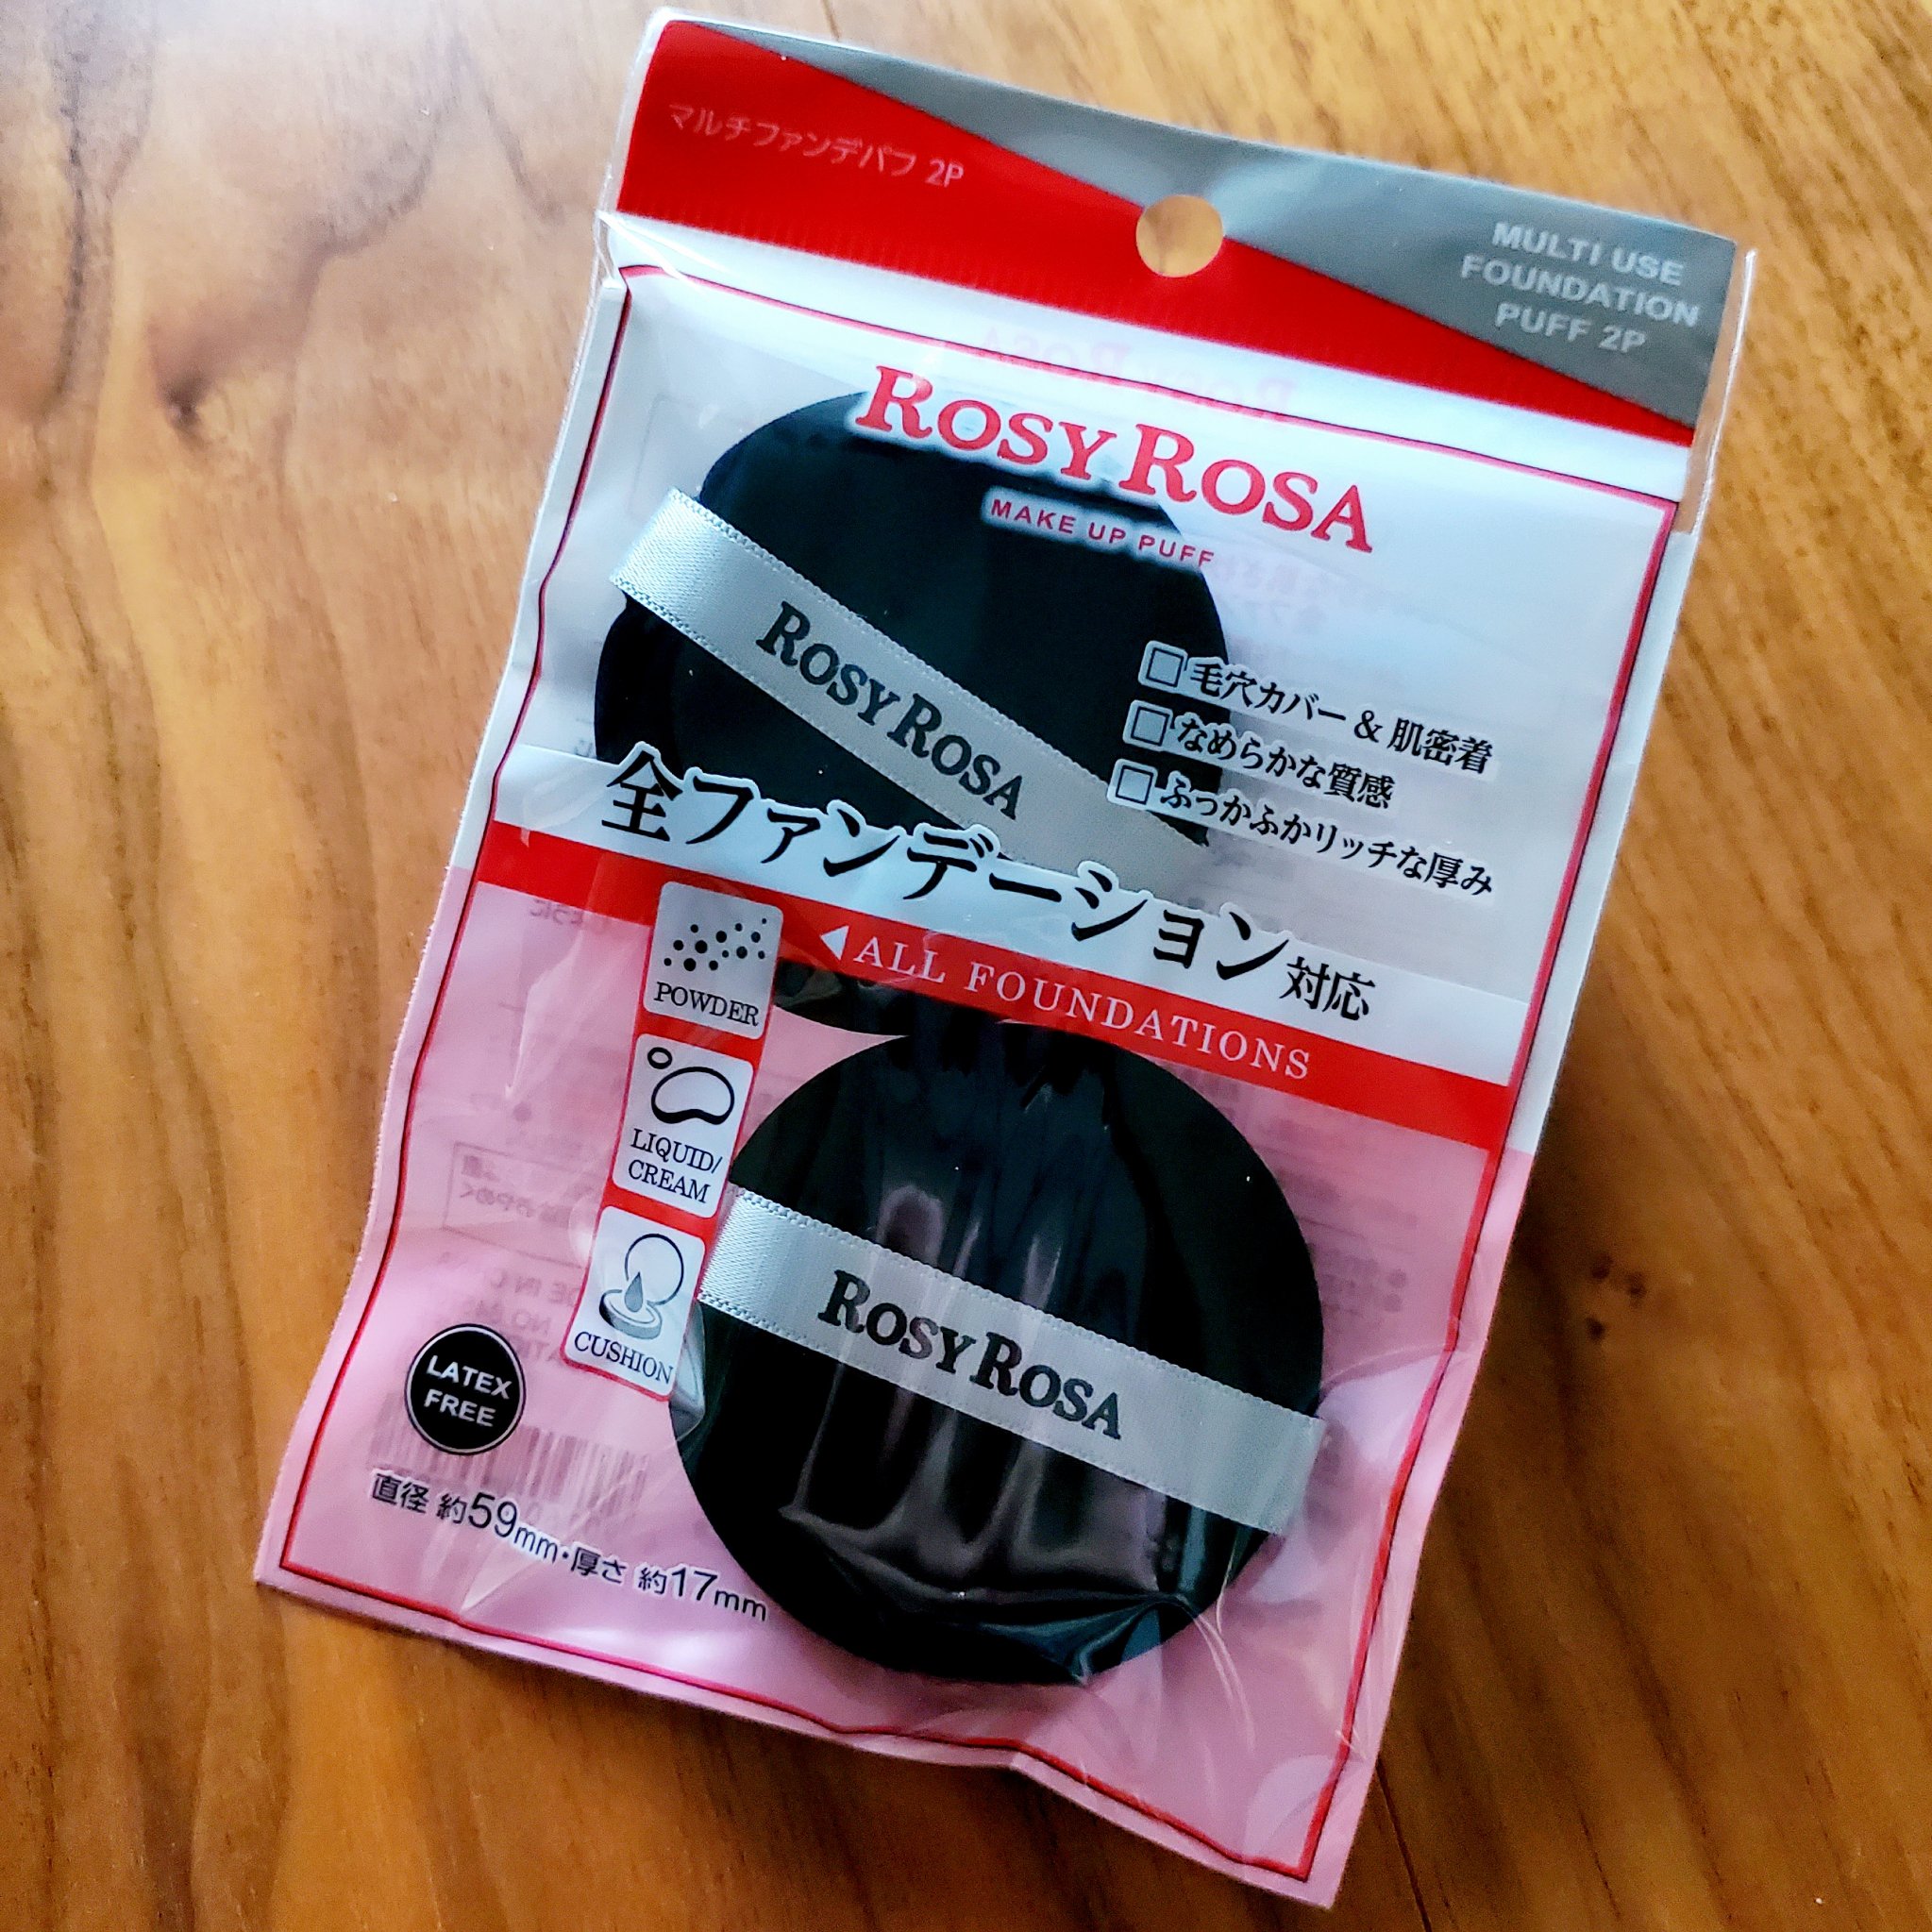 マルチファンデパフ 2P
MULTI USE
FOUNDATION
PUFF 2P
ROSY ROSA
MAKE UP PUFF
ROSY ROSA
□毛穴カバー&肌密着
□なめらかな質感
□ふっかふかリッチな厚み
全ファンデーション対応
◀ALL FOUNDATIONS
POWDER
LIQUID/
CREAM
CUSHION
ROSY ROSA
LATEX
FREE
直径 約59mm・厚さ 約17mm